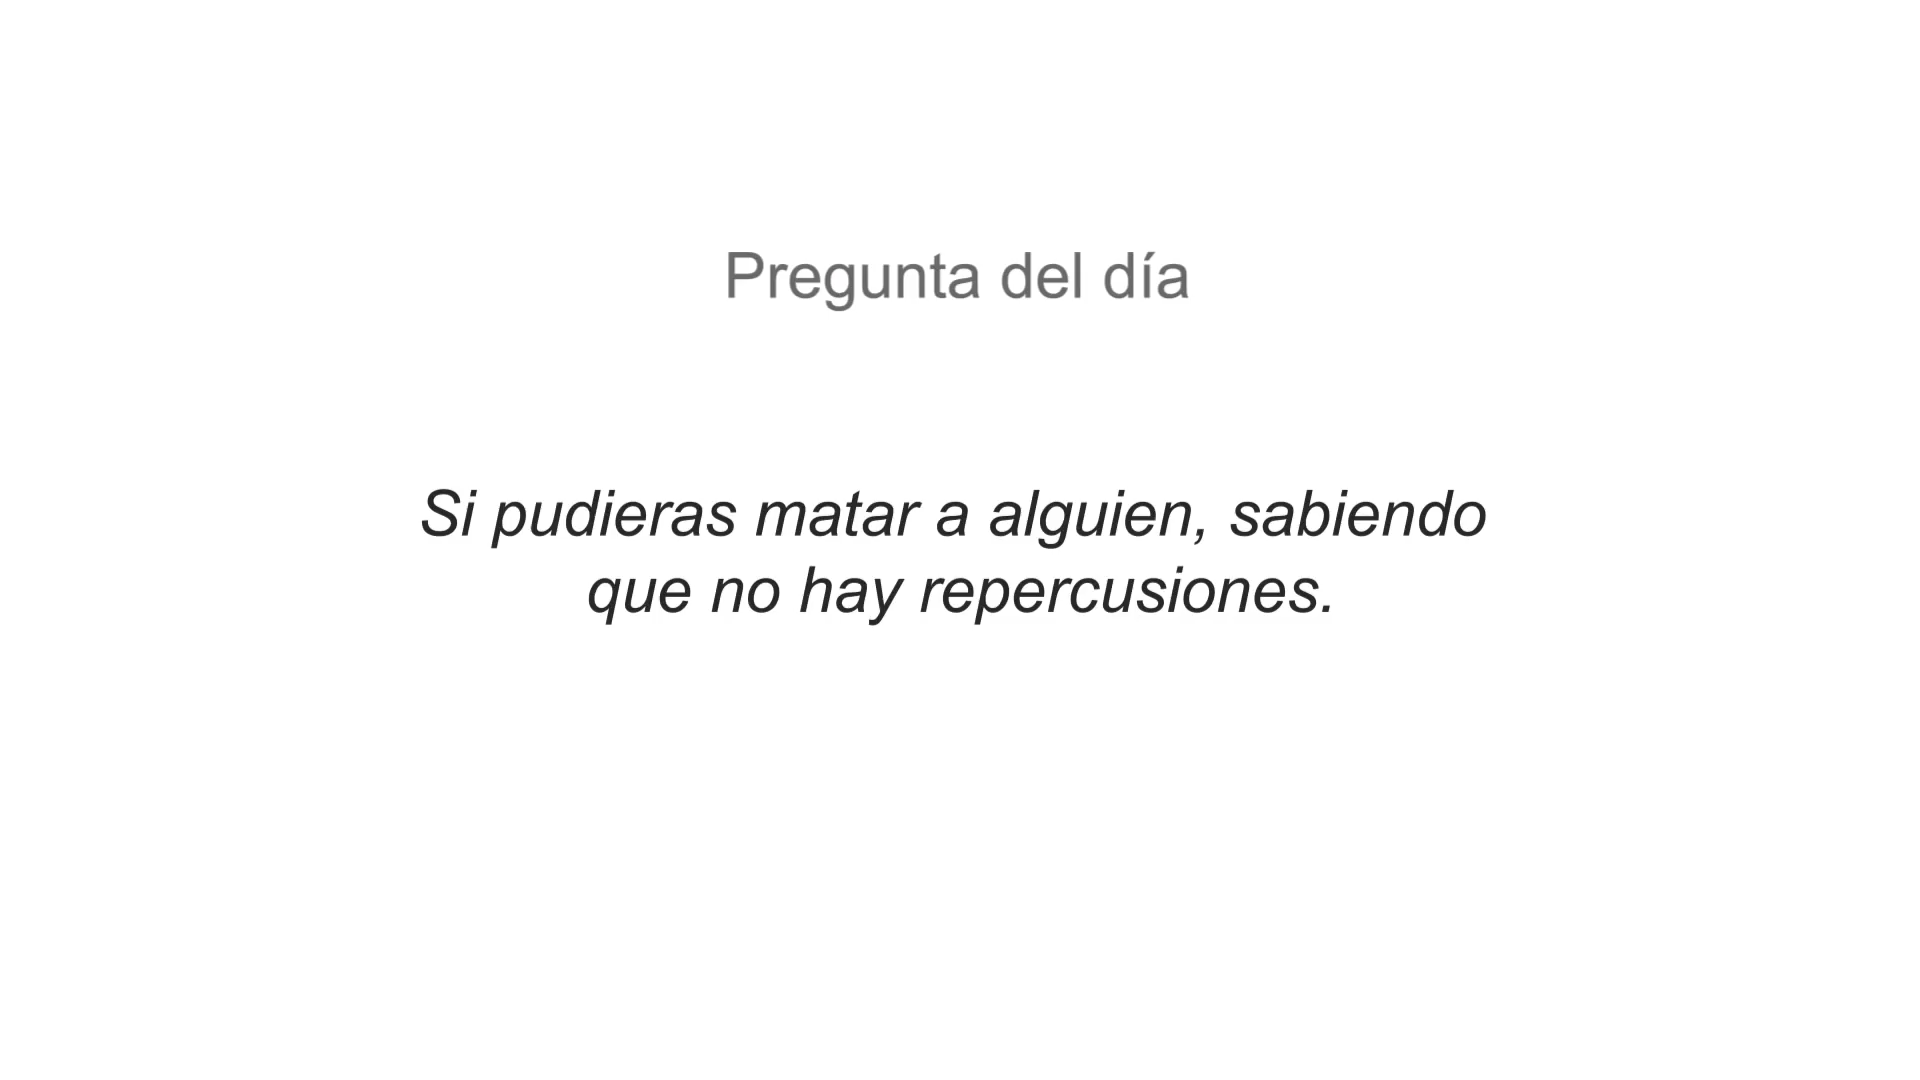 Pregunta del día
Si pudieras matar a alguien, sabiendo
que no hay repercusiones.